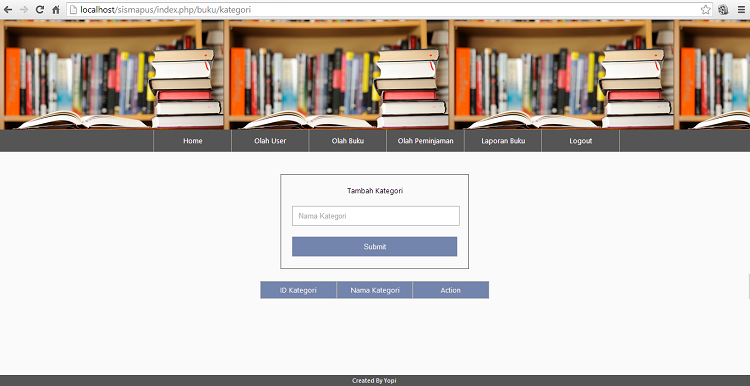 localhost/sismapus/index.php/buku/kategori
Home Olah User Olah Buku Olah Peminjaman Laporan Buku Logout
Tambah Kategori
Nama Kategori
Submit
ID Kategori Nama Kategori Action
Created By Yopi